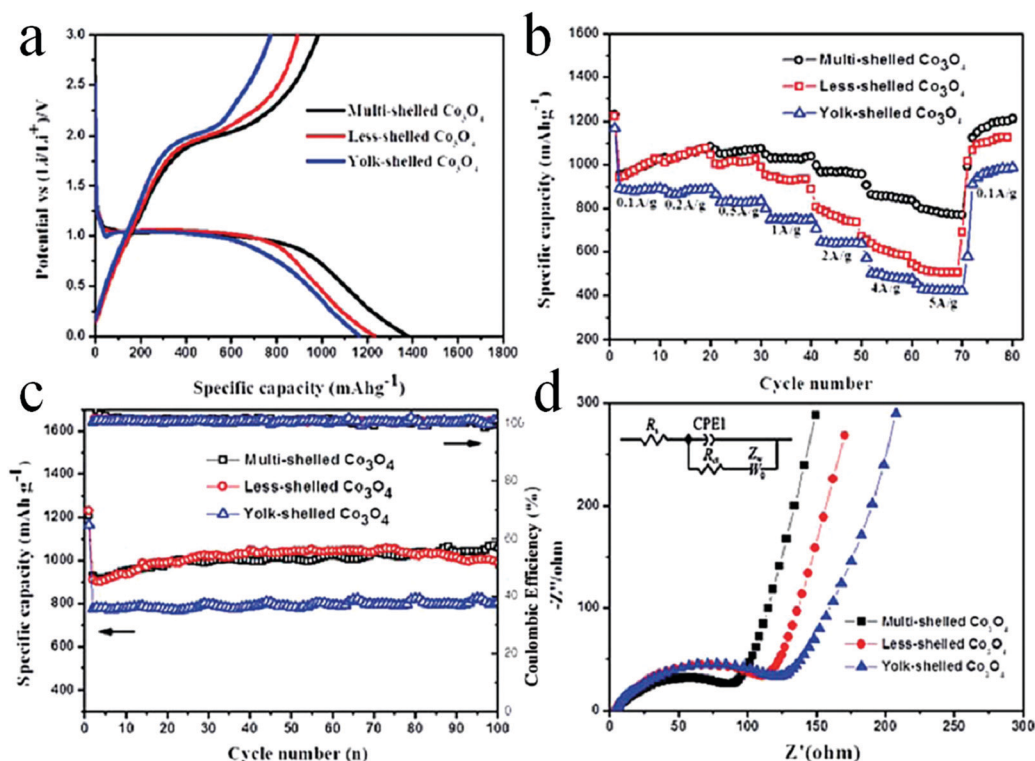 a
3.0
2.5
2.0
1.5
1.0
0.5
0.0
Potential vs (Li/Li⁺)/V
Multi-shelled Co₃O₄
Less-shelled Co₃O₄
Yolk-shelled Co₃O₄
0 200 400 600 800 1000 1200 1400 1600 1800
Specific capacity (mAhg⁻¹)
b
1600
1400
1200
1000
800
600
400
200
Specific capacity (mAhg⁻¹)
Multi-shelled Co₃O₄
Less-shelled Co₃O₄
Yolk-shelled Co₃O₄
0.1A/g
0.2A/g
0.5A/g
1A/g
2A/g
4A/g
5A/g
0.1A/g
0 10 20 30 40 50 60 70 80
Cycle number
c
1600
1400
1200
1000
800
600
400
Specific capacity (mAh g⁻¹)
Multi-shelled Co₃O₄
Less-shelled Co₃O₄
Yolk-shelled Co₃O₄
100
80
60
40
20
0
Coulombic Efficiency (%)
0 10 20 30 40 50 60 70 80 90 100
Cycle number (n)
d
300
250
200
150
100
50
0
-Z''/ohm
CPE1
Multi-shelled Co₃O₄
Less-shelled Co₃O₄
Yolk-shelled Co₃O₄
0 50 100 150 200 250 300
Z'(ohm)